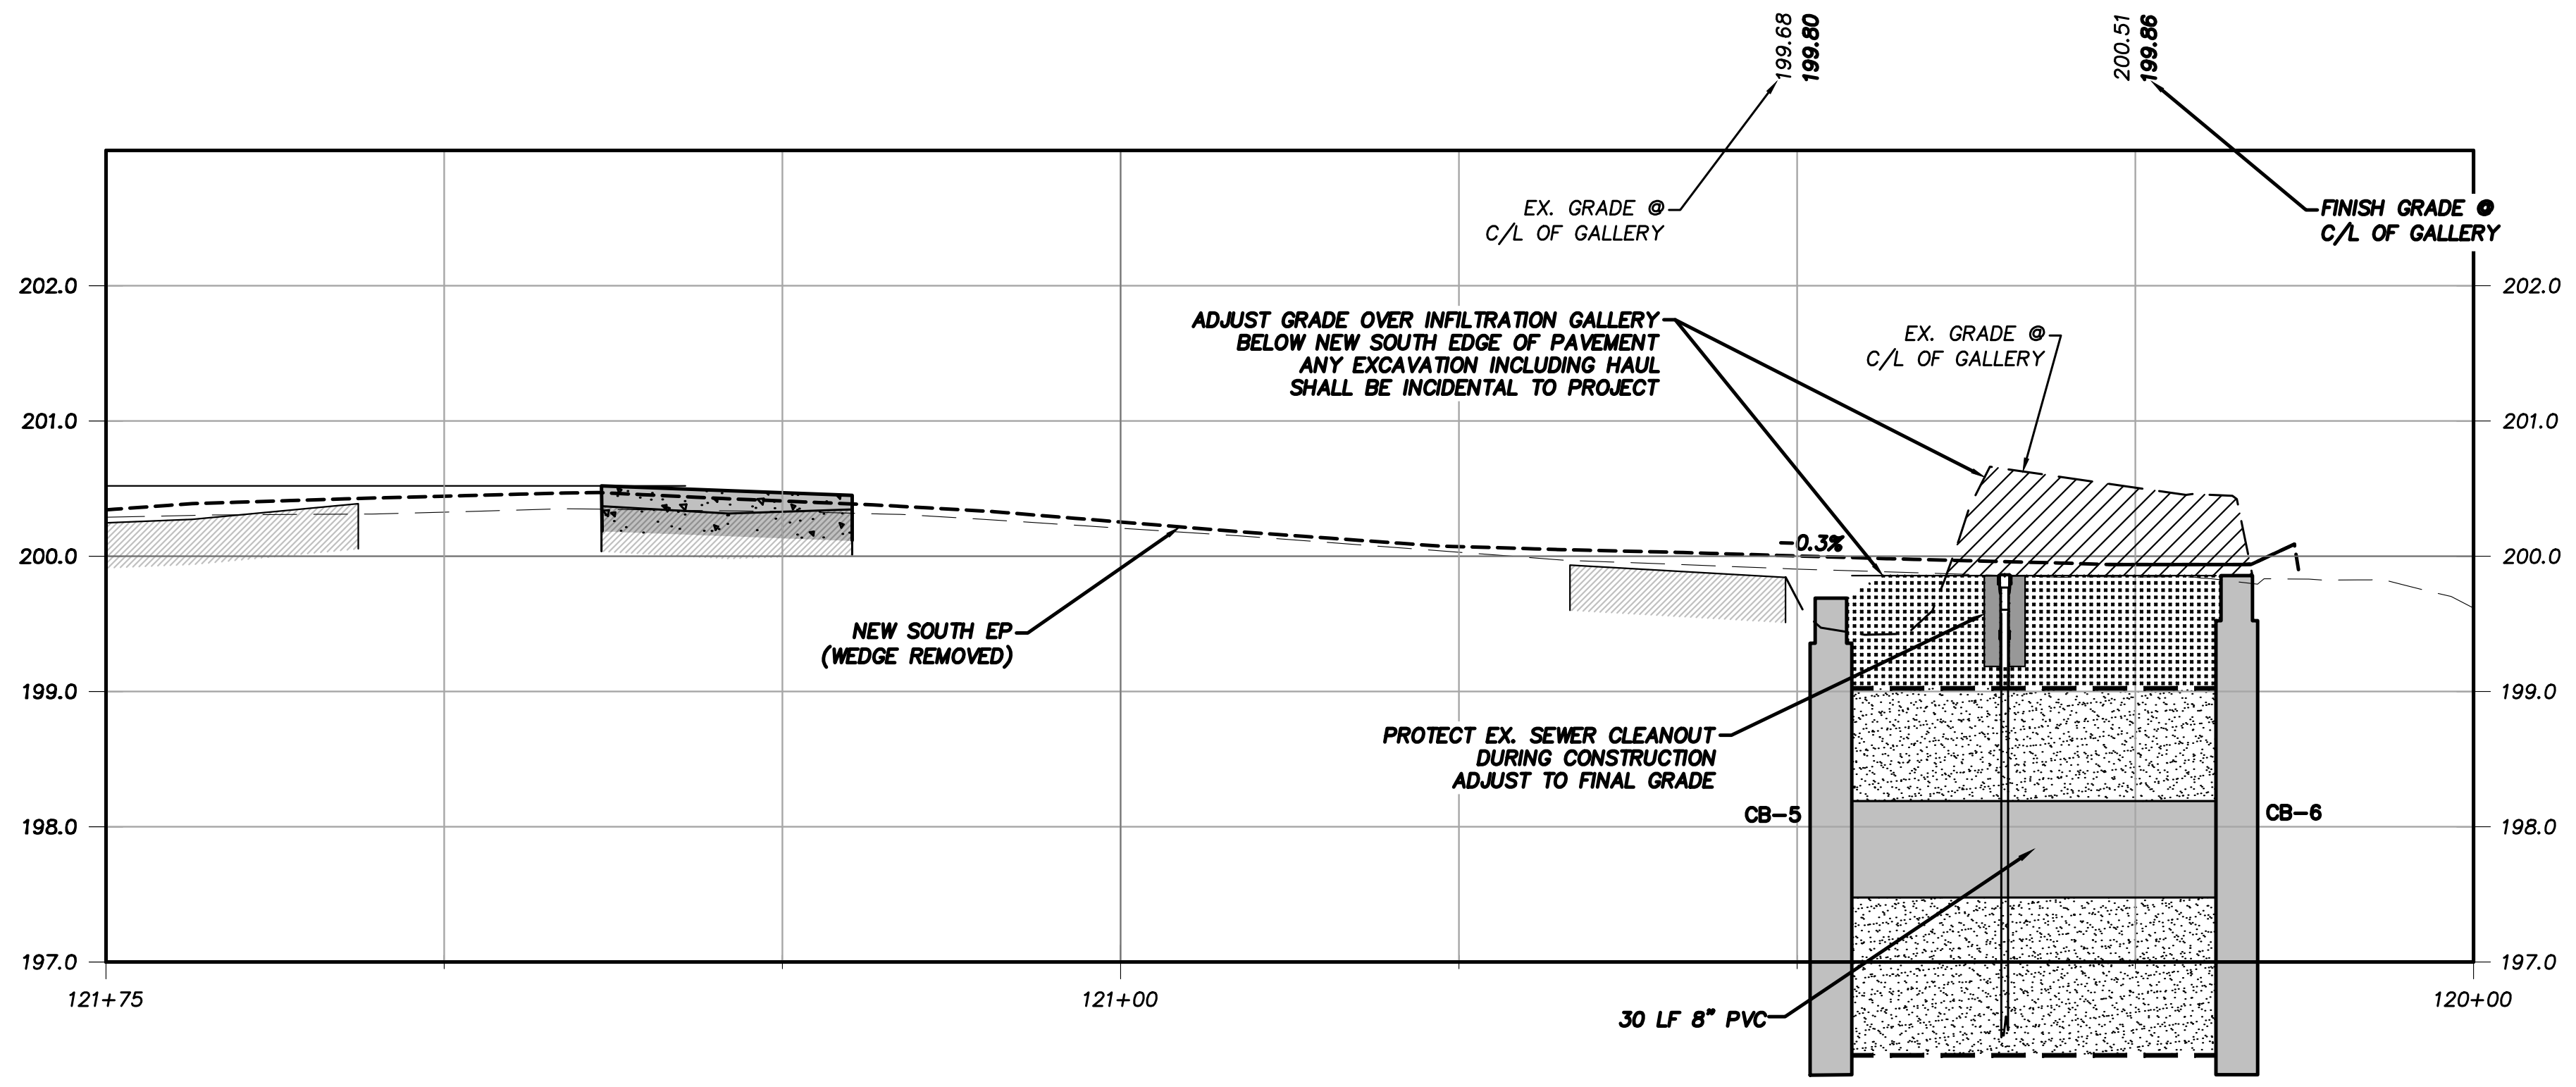 199.68
199.80
200.51
199.86
EX. GRADE @
C/L OF GALLERY
FINISH GRADE @
C/L OF GALLERY
202.0
202.0
ADJUST GRADE OVER INFILTRATION GALLERY
BELOW NEW SOUTH EDGE OF PAVEMENT
ANY EXCAVATION INCLUDING HAUL
SHALL BE INCIDENTAL TO PROJECT
EX. GRADE @
C/L OF GALLERY
201.0
201.0
200.0
-0.3%
200.0
NEW SOUTH EP
(WEDGE REMOVED)
199.0
199.0
PROTECT EX. SEWER CLEANOUT
DURING CONSTRUCTION
ADJUST TO FINAL GRADE
198.0
CB-5
CB-6
198.0
197.0
197.0
121+75
121+00
120+00
30 LF 8" PVC